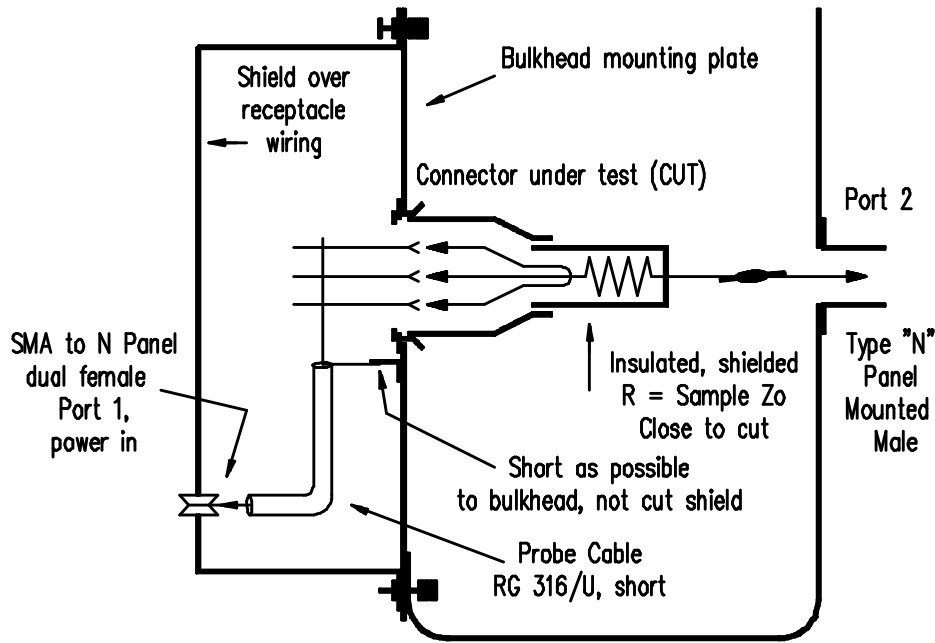 Shield over
receptacle
wiring
Bulkhead mounting plate
Connector under test (CUT)
Port 2
SMA to N Panel
dual female
Port 1,
power in
Insulated, shielded
R = Sample Zo
Close to cut
Type "N"
Panel
Mounted
Male
Short as possible
to bulkhead, not cut shield
Probe Cable
RG 316/U, short